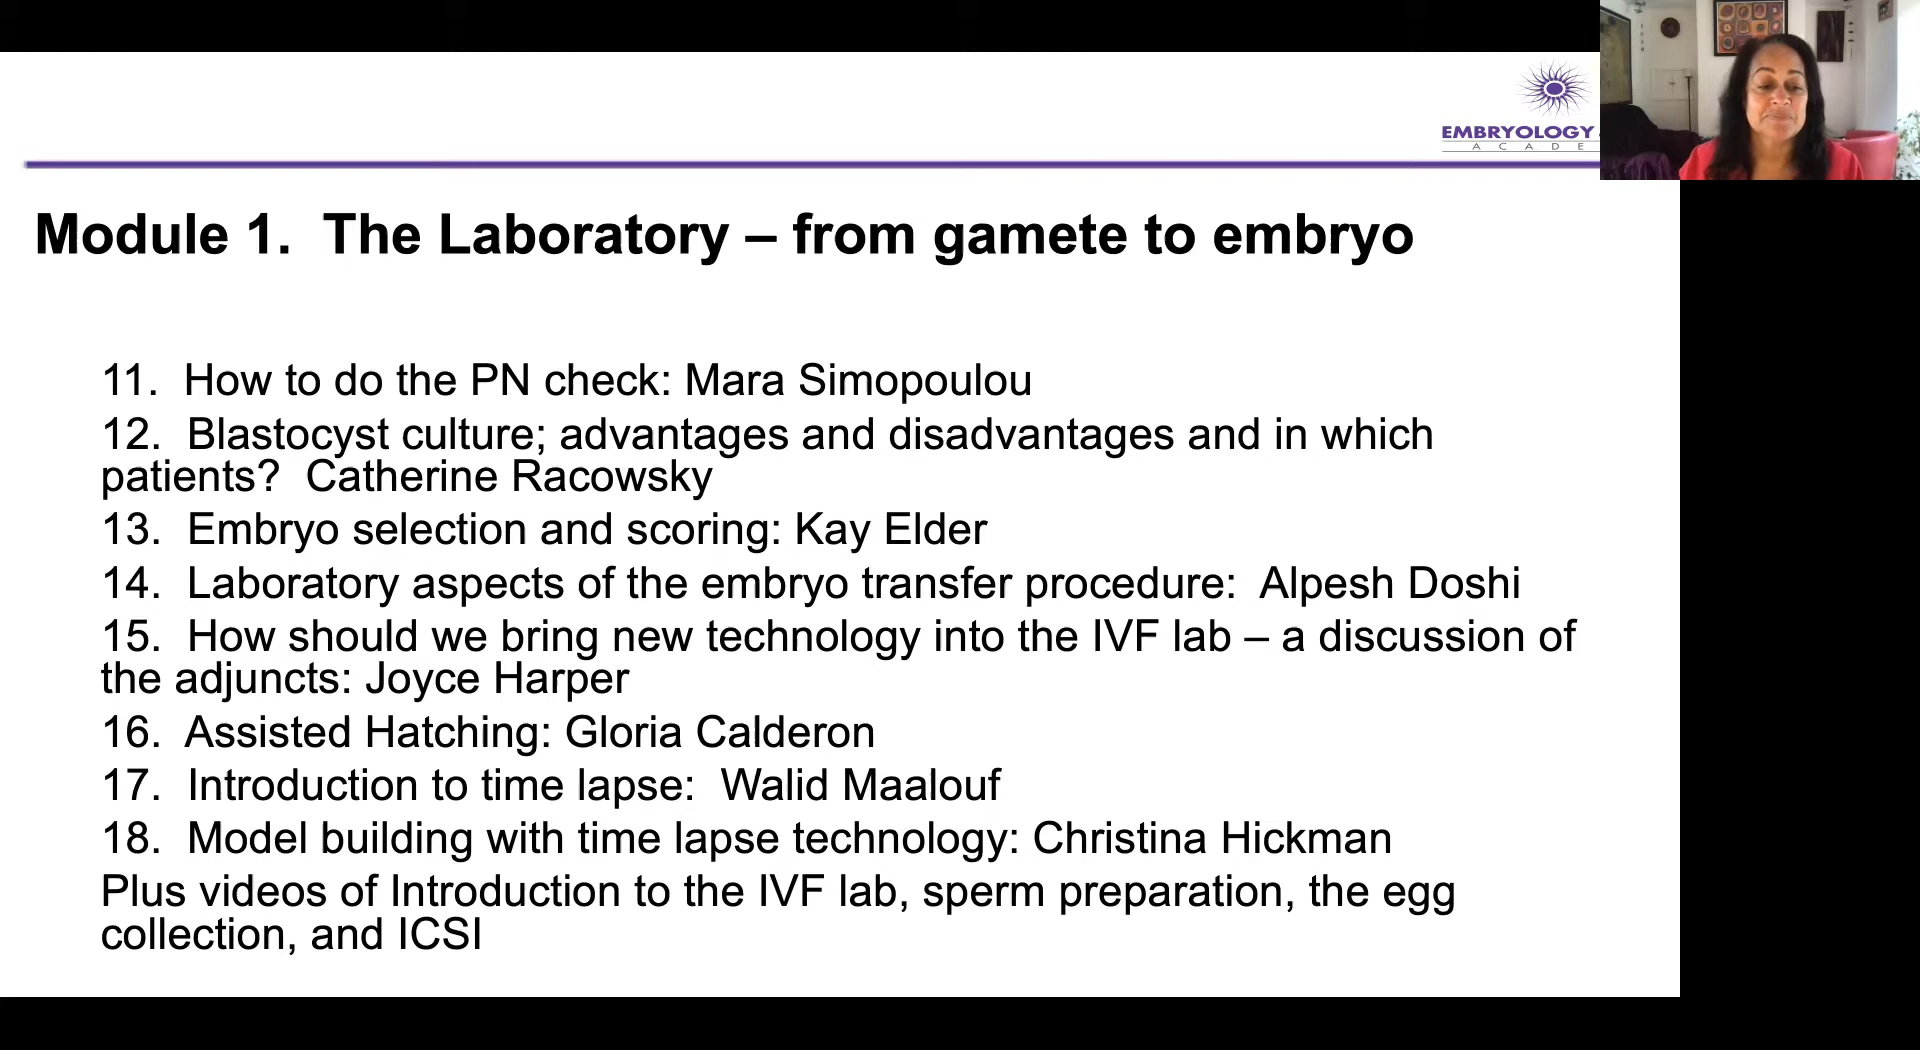 EMBRYOLOGY
ACADE
Module 1.  The Laboratory – from gamete to embryo
11.  How to do the PN check: Mara Simopoulou
12.  Blastocyst culture; advantages and disadvantages and in which
patients?  Catherine Racowsky
13.  Embryo selection and scoring: Kay Elder
14.  Laboratory aspects of the embryo transfer procedure:  Alpesh Doshi
15.  How should we bring new technology into the IVF lab – a discussion of
the adjuncts: Joyce Harper
16.  Assisted Hatching: Gloria Calderon
17.  Introduction to time lapse:  Walid Maalouf
18.  Model building with time lapse technology: Christina Hickman
Plus videos of Introduction to the IVF lab, sperm preparation, the egg
collection, and ICSI